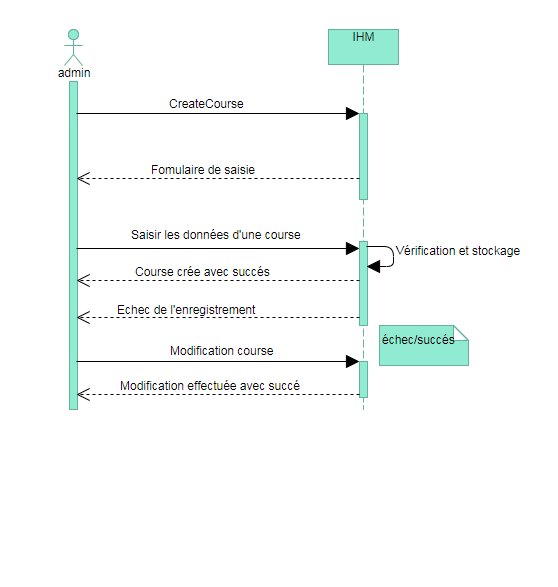 IHM
admin
CreateCourse
Fomulaire de saisie
Saisir les données d'une course
Vérification et stockage
Course crée avec succés
Echec de l'enregistrement
échec/succés
Modification course
Modification effectuée avec succé